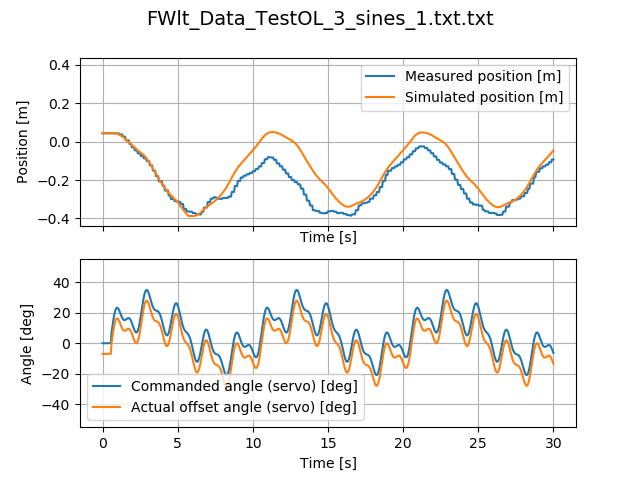 FWlt_Data_TestOL_3_sines_1.txt.txt
0.4
0.2
0.0
−0.2
−0.4
Position [m]
Measured position [m]
Simulated position [m]
Time [s]
40
20
0
−20
−40
Angle [deg]
Commanded angle (servo) [deg]
Actual offset angle (servo) [deg]
0 5 10 15 20 25 30
Time [s]